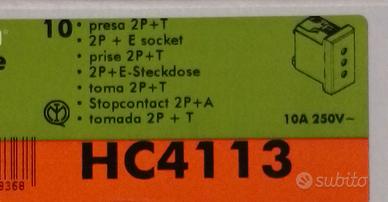 10 • presa 2P+T
• 2P + E socket
• prise 2P+T
• 2P+E-Steckdose
• toma 2P+T
• Stopcontact 2P+A
• tomada 2P + T
10A 250V~
HC4113
8368
subito